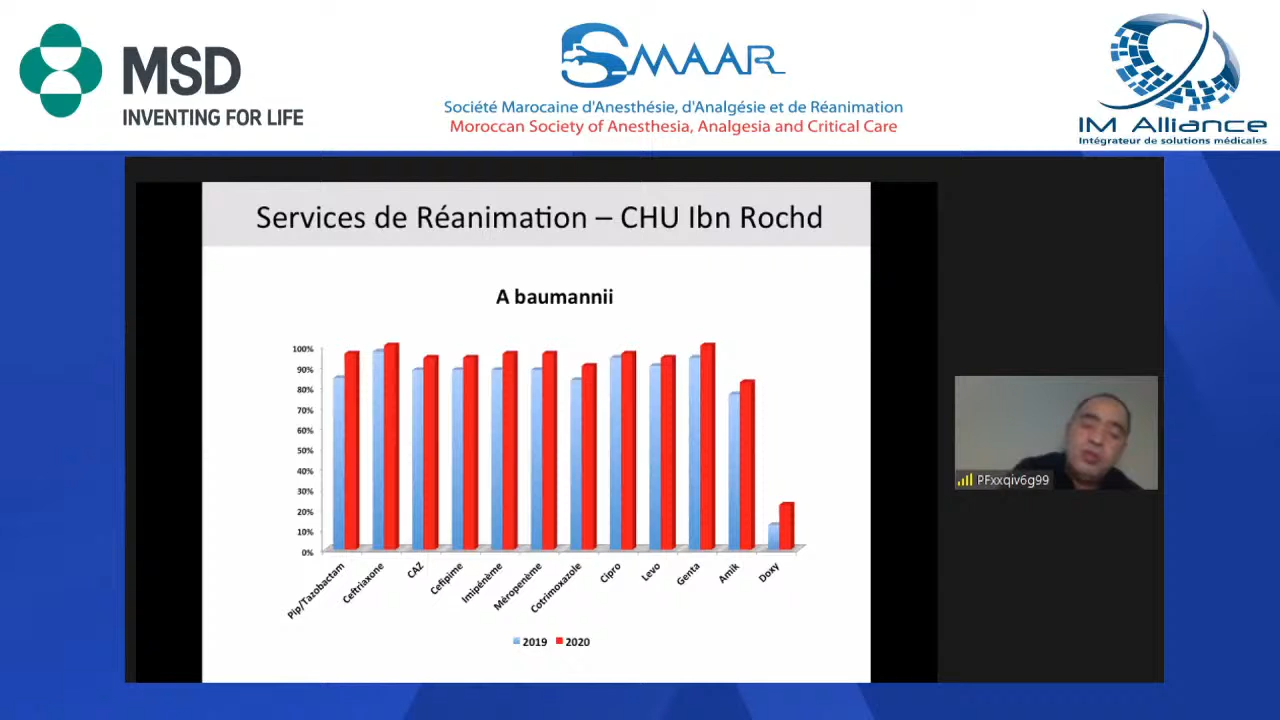 MSD
INVENTING FOR LIFE
SMAAR
Société Marocaine d'Anesthésie, d'Analgésie et de Réanimation
Moroccan Society of Anesthesia, Analgesia and Critical Care
IM Alliance
Intégrateur de solutions médicales
Services de Réanimation – CHU Ibn Rochd
A baumannii
100%
90%
80%
70%
60%
50%
40%
30%
20%
10%
0%
Pip/Tazobactam
Ceftriaxone
CAZ
Cefipime
Imipénème
Méropenème
Cotrimoxazole
Cipro
Levo
Genta
Amik
Doxy
2019 2020
PFxxqiv6g99